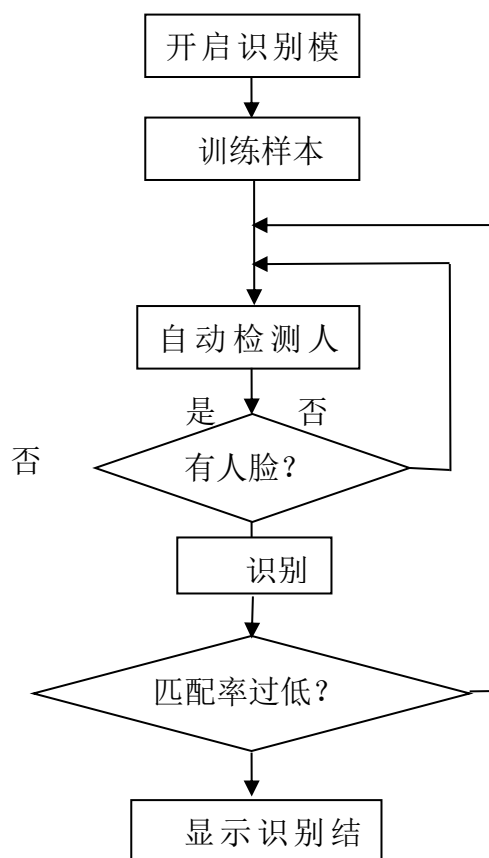 开启识别模
训练样本
自动检测人
是
否
否
有人脸？
识别
匹配率过低？
显示识别结